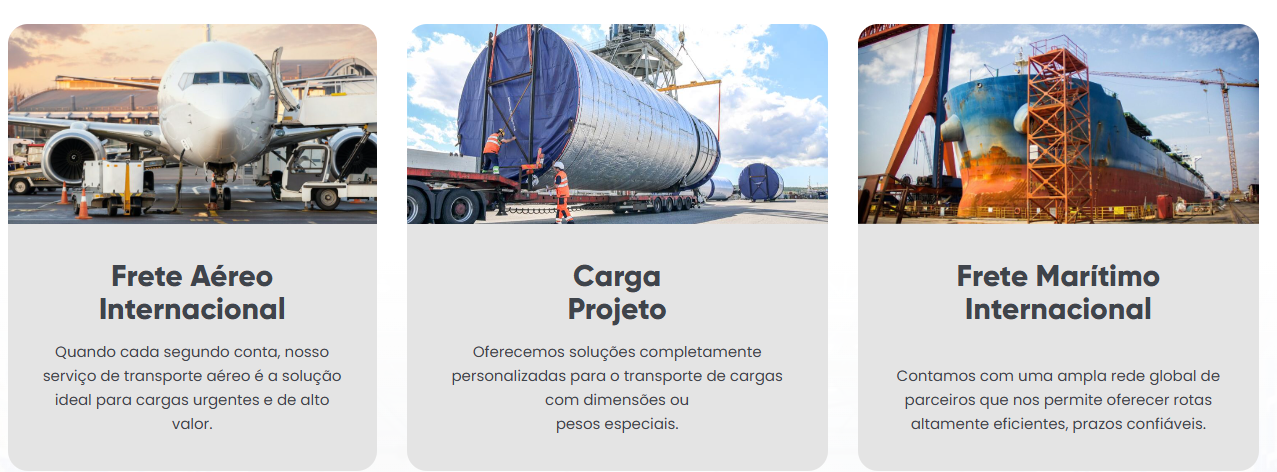 Frete Aéreo
Internacional
Quando cada segundo conta, nosso
serviço de transporte aéreo é a solução
ideal para cargas urgentes e de alto
valor.
Carga
Projeto
Oferecemos soluções completamente
personalizadas para o transporte de cargas
com dimensões ou
pesos especiais.
Frete Marítimo
Internacional
Contamos com uma ampla rede global de
parceiros que nos permite oferecer rotas
altamente eficientes, prazos confiáveis.